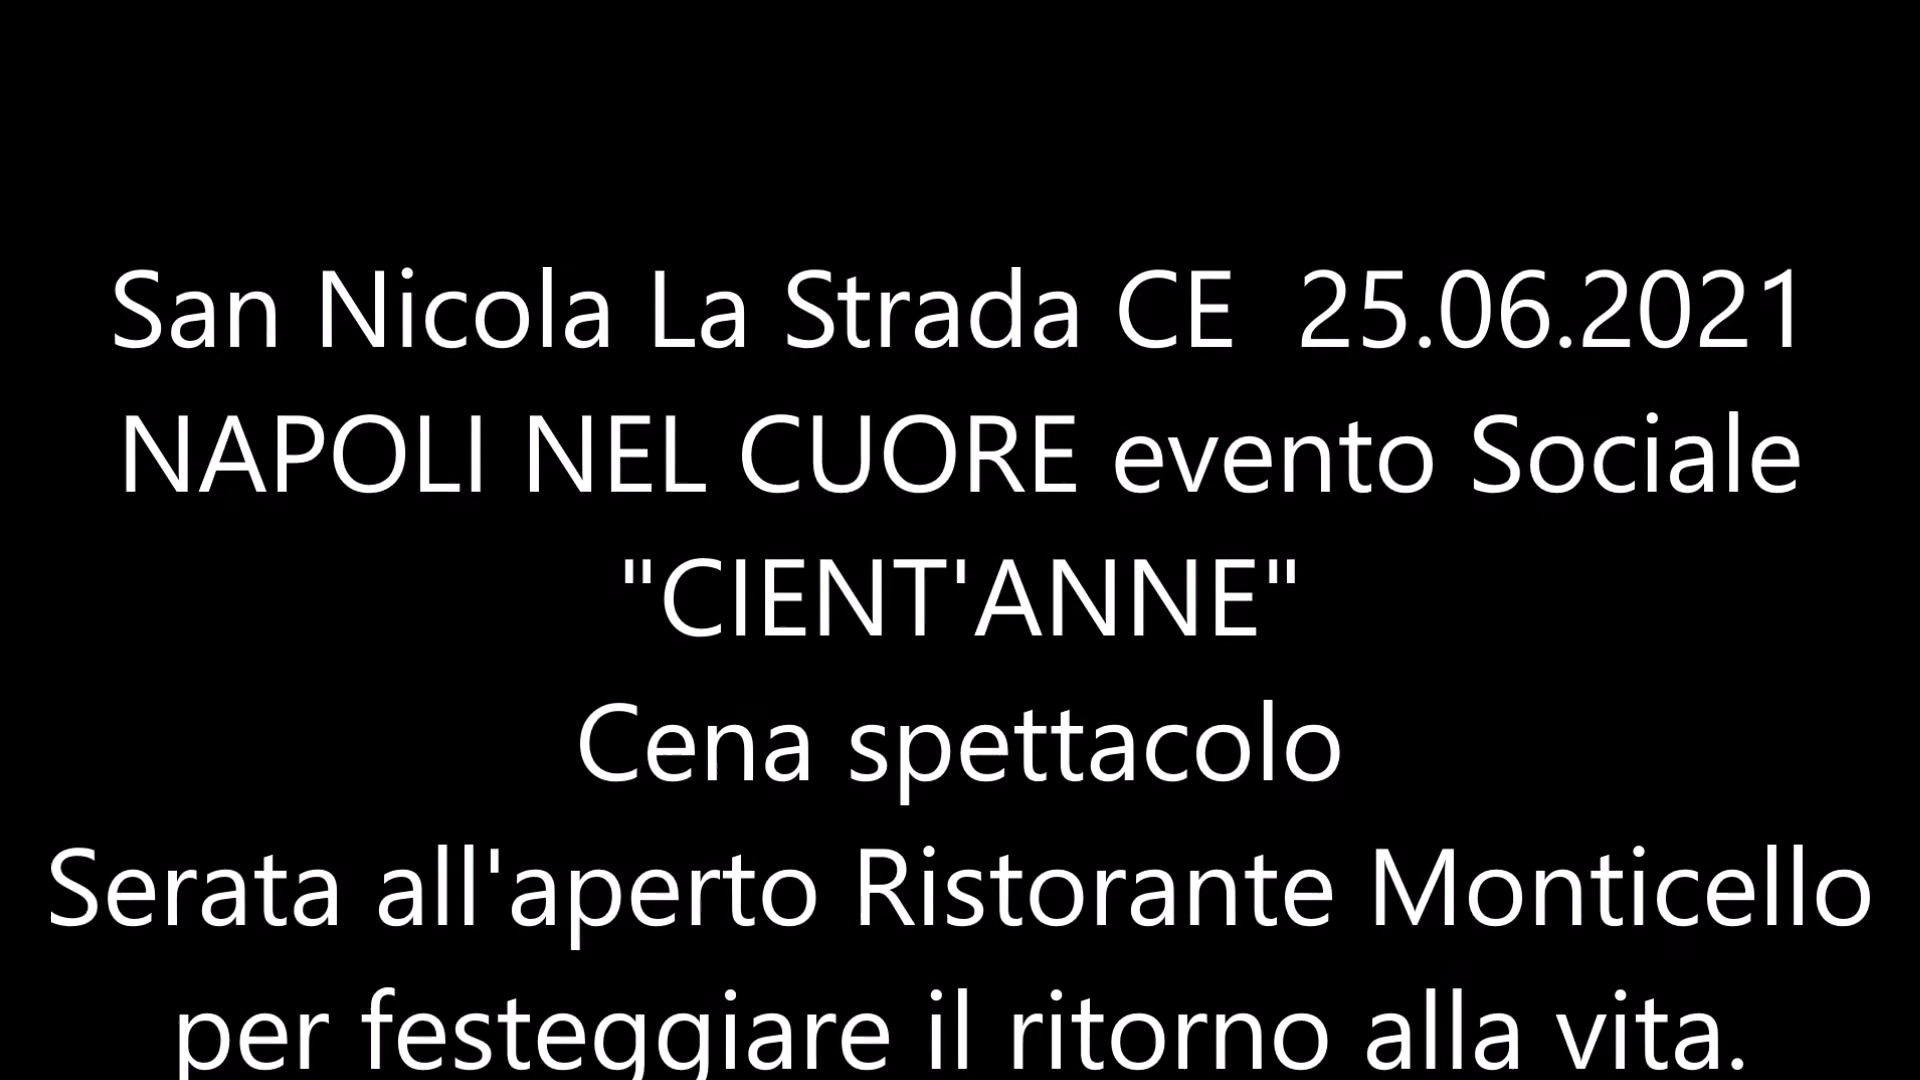 San Nicola La Strada CE  25.06.2021
NAPOLI NEL CUORE evento Sociale
"CIENT'ANNE"
Cena spettacolo
Serata all'aperto Ristorante Monticello
per festeggiare il ritorno alla vita.